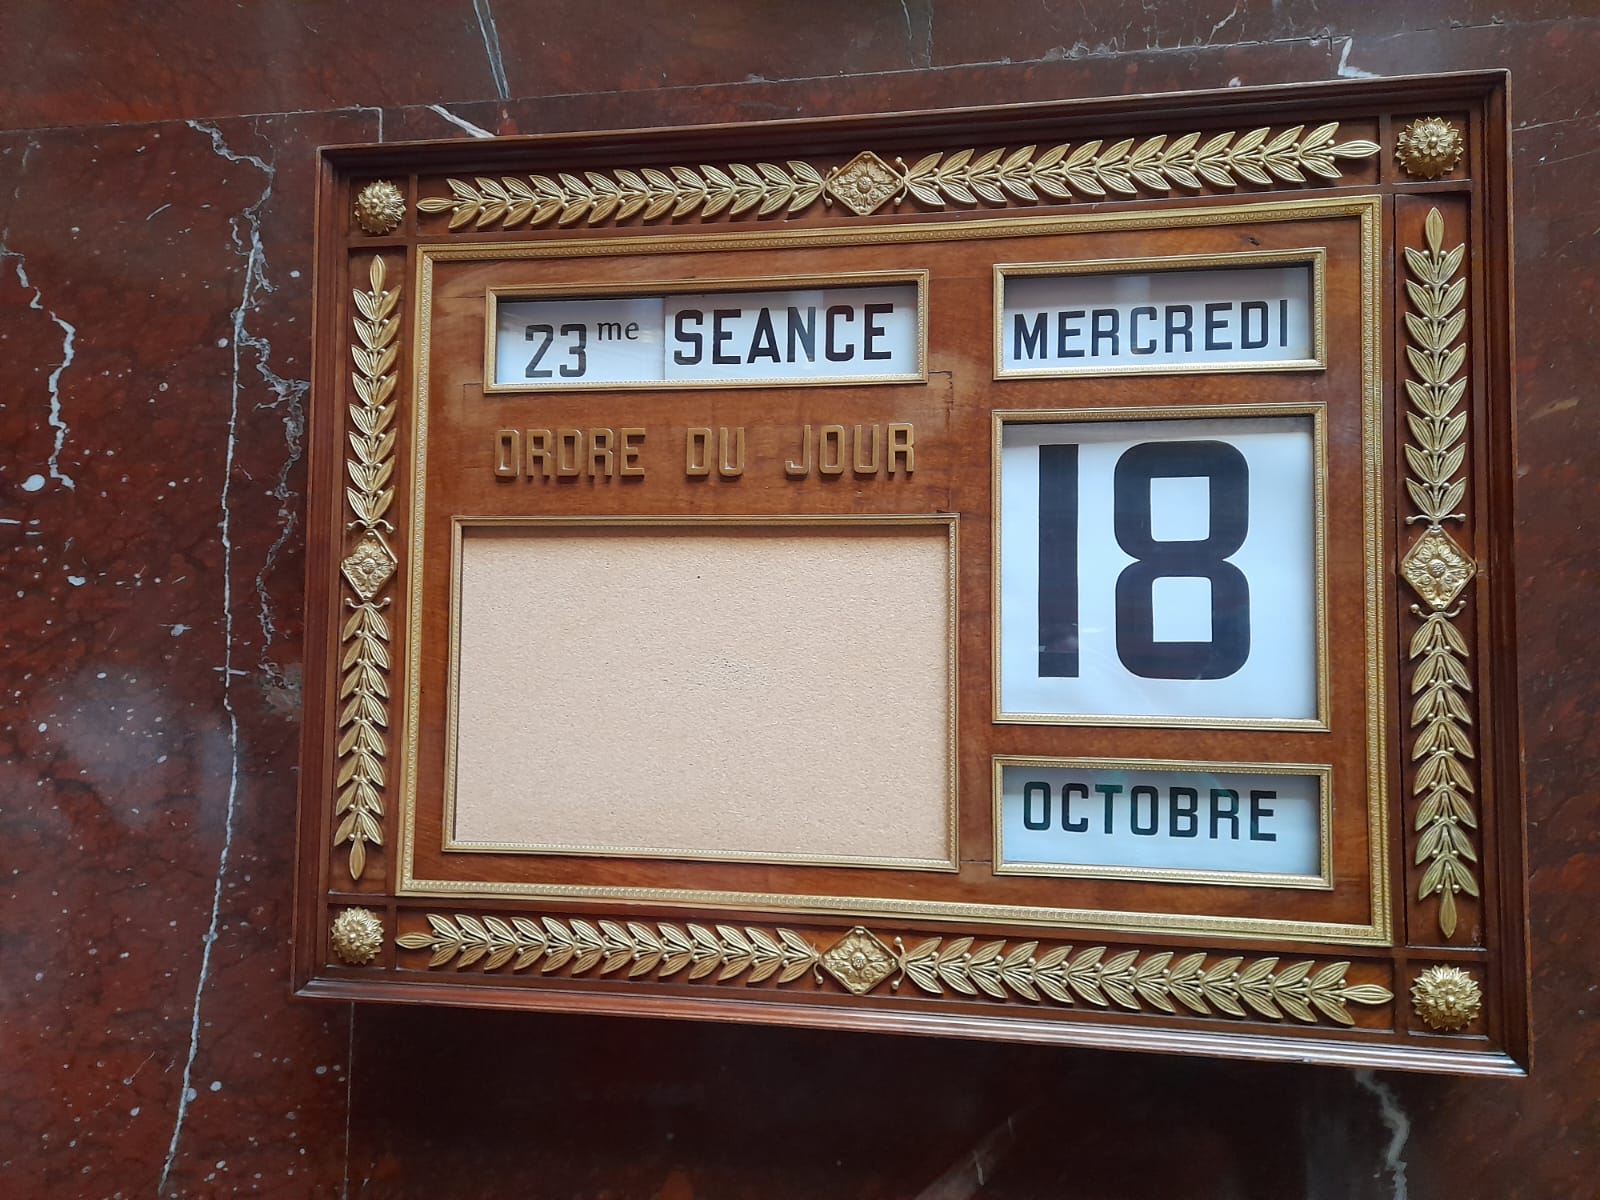 23me SEANCE
ORDRE DU JOUR
MERCREDI
18
OCTOBRE